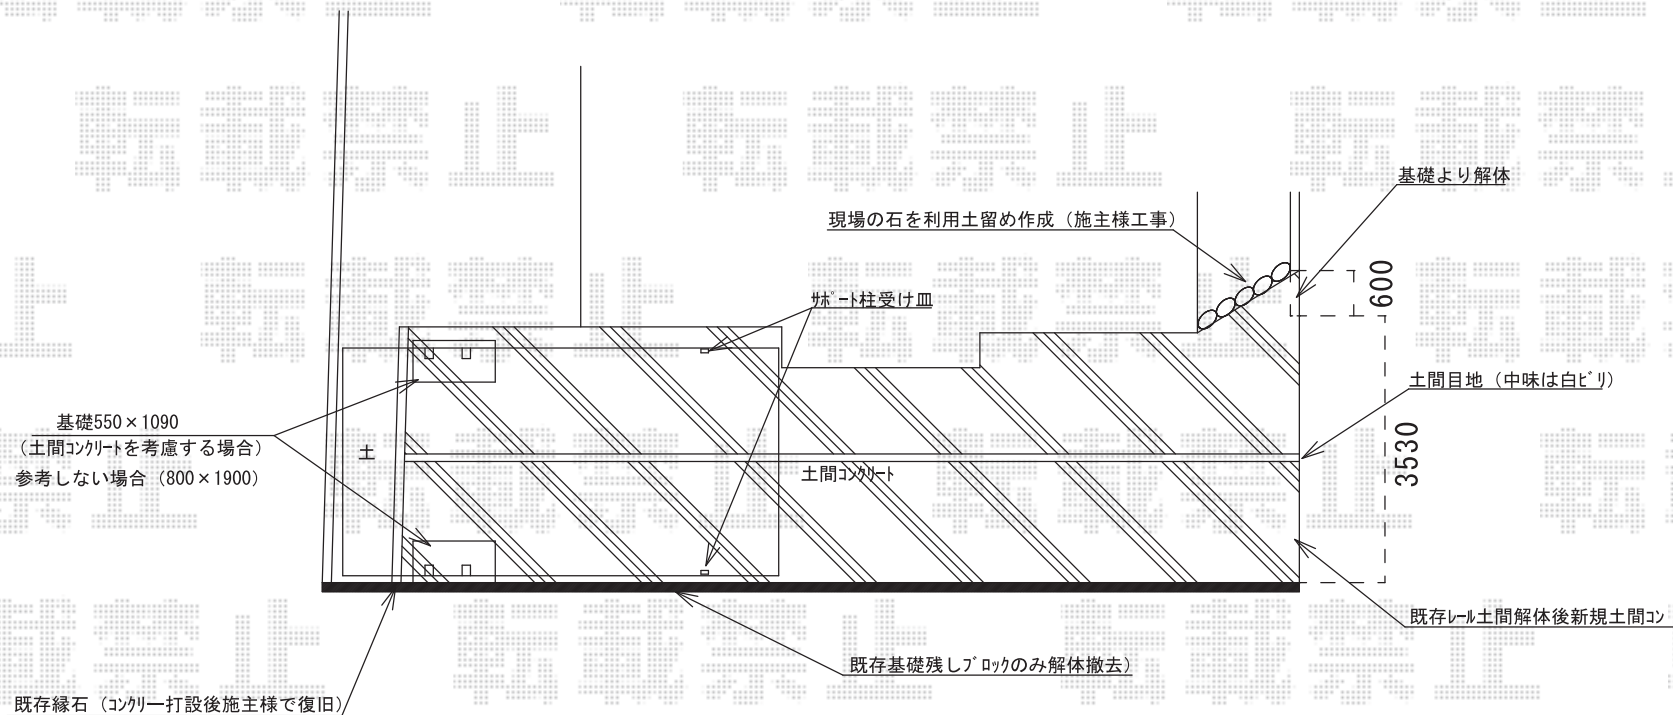 転載禁止
基礎より解体
現場の石を利用土留め作成（施主様工事）
600
ｻﾎﾟｰﾄ柱受け皿
土間目地（中味は白ﾋﾞﾘ）
基礎550×1090
（土間ｺﾝｸﾘｰﾄを考慮する場合）
参考しない場合（800×1900）
土
土間ｺﾝｸﾘｰﾄ
3530
既存ﾚｰﾙ土間解体後新規土間ｺﾝ
既存基礎残しﾌﾞﾛｯｸのみ解体撤去）
既存縁石（ｺﾝｸﾘｰ打設後施主様で復旧）